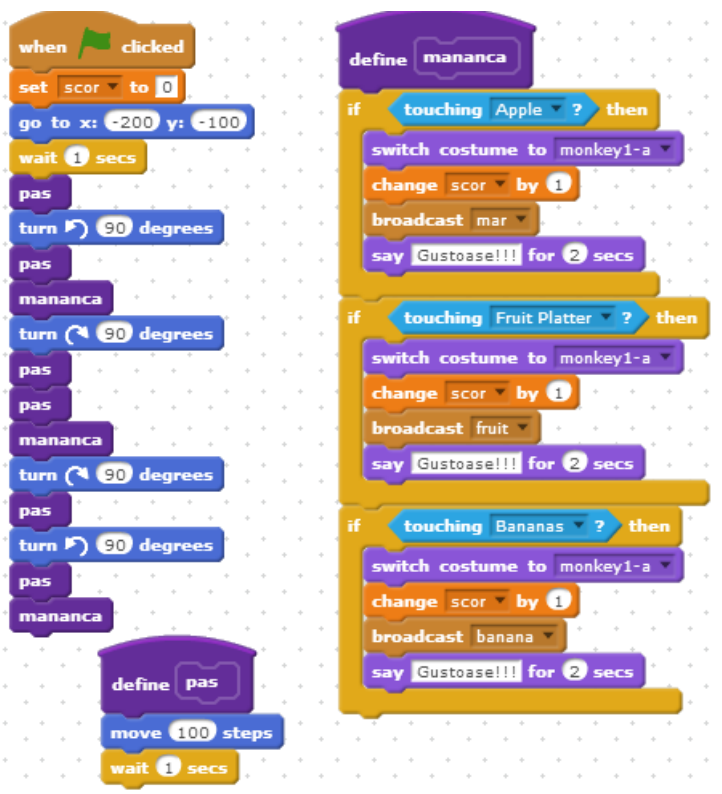 when clicked
set scor to 0
go to x: -200 y: -100
wait 1 secs
pas
turn 90 degrees
pas
mananca
turn 90 degrees
pas
pas
mananca
turn 90 degrees
pas
turn 90 degrees
pas
mananca
define pas
move 100 steps
wait 1 secs
define mananca
if touching Apple ? then
switch costume to monkey1-a
change scor by 1
broadcast mar
say Gustoase!!! for 2 secs
if touching Fruit Platter ? then
switch costume to monkey1-a
change scor by 1
broadcast fruit
say Gustoase!!! for 2 secs
if touching Bananas ? then
switch costume to monkey1-a
change scor by 1
broadcast banana
say Gustoase!!! for 2 secs